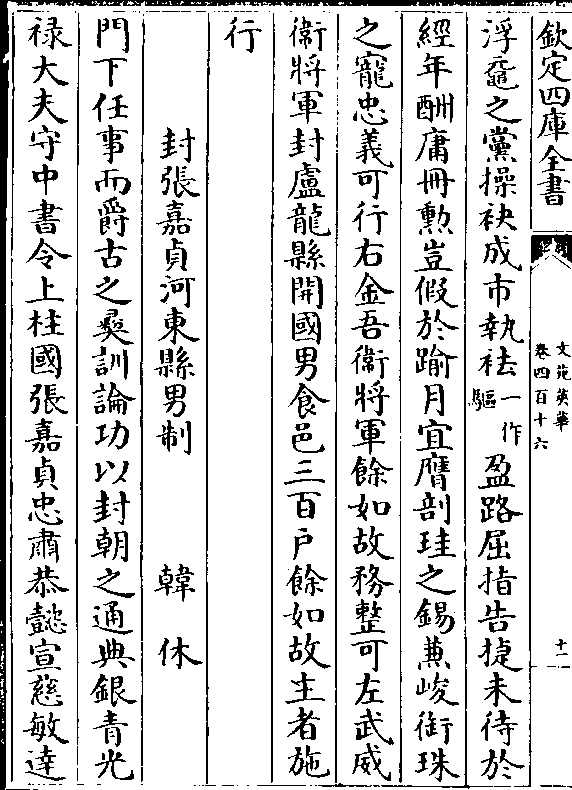 欽定四庫全書
文苑英華
卷四百十六
十一
浮龜之黨操袂成市執袪一作驅盈路屈指告捷未待於
經年酬庸冊勲豈假於踰月宜膺剖珪之錫兼峻銜珠
之寵忠義可行右金吾衛將軍餘如故務整可左武威
衛將軍封盧龍縣開國男食邑三百户餘如故主者施
行
封張嘉貞河東縣男制 韓休
門下任事而爵古之彛訓論功以封朝之通典銀青光
禄大夫守中書令上柱國張嘉貞忠肅恭懿宣慈敏達